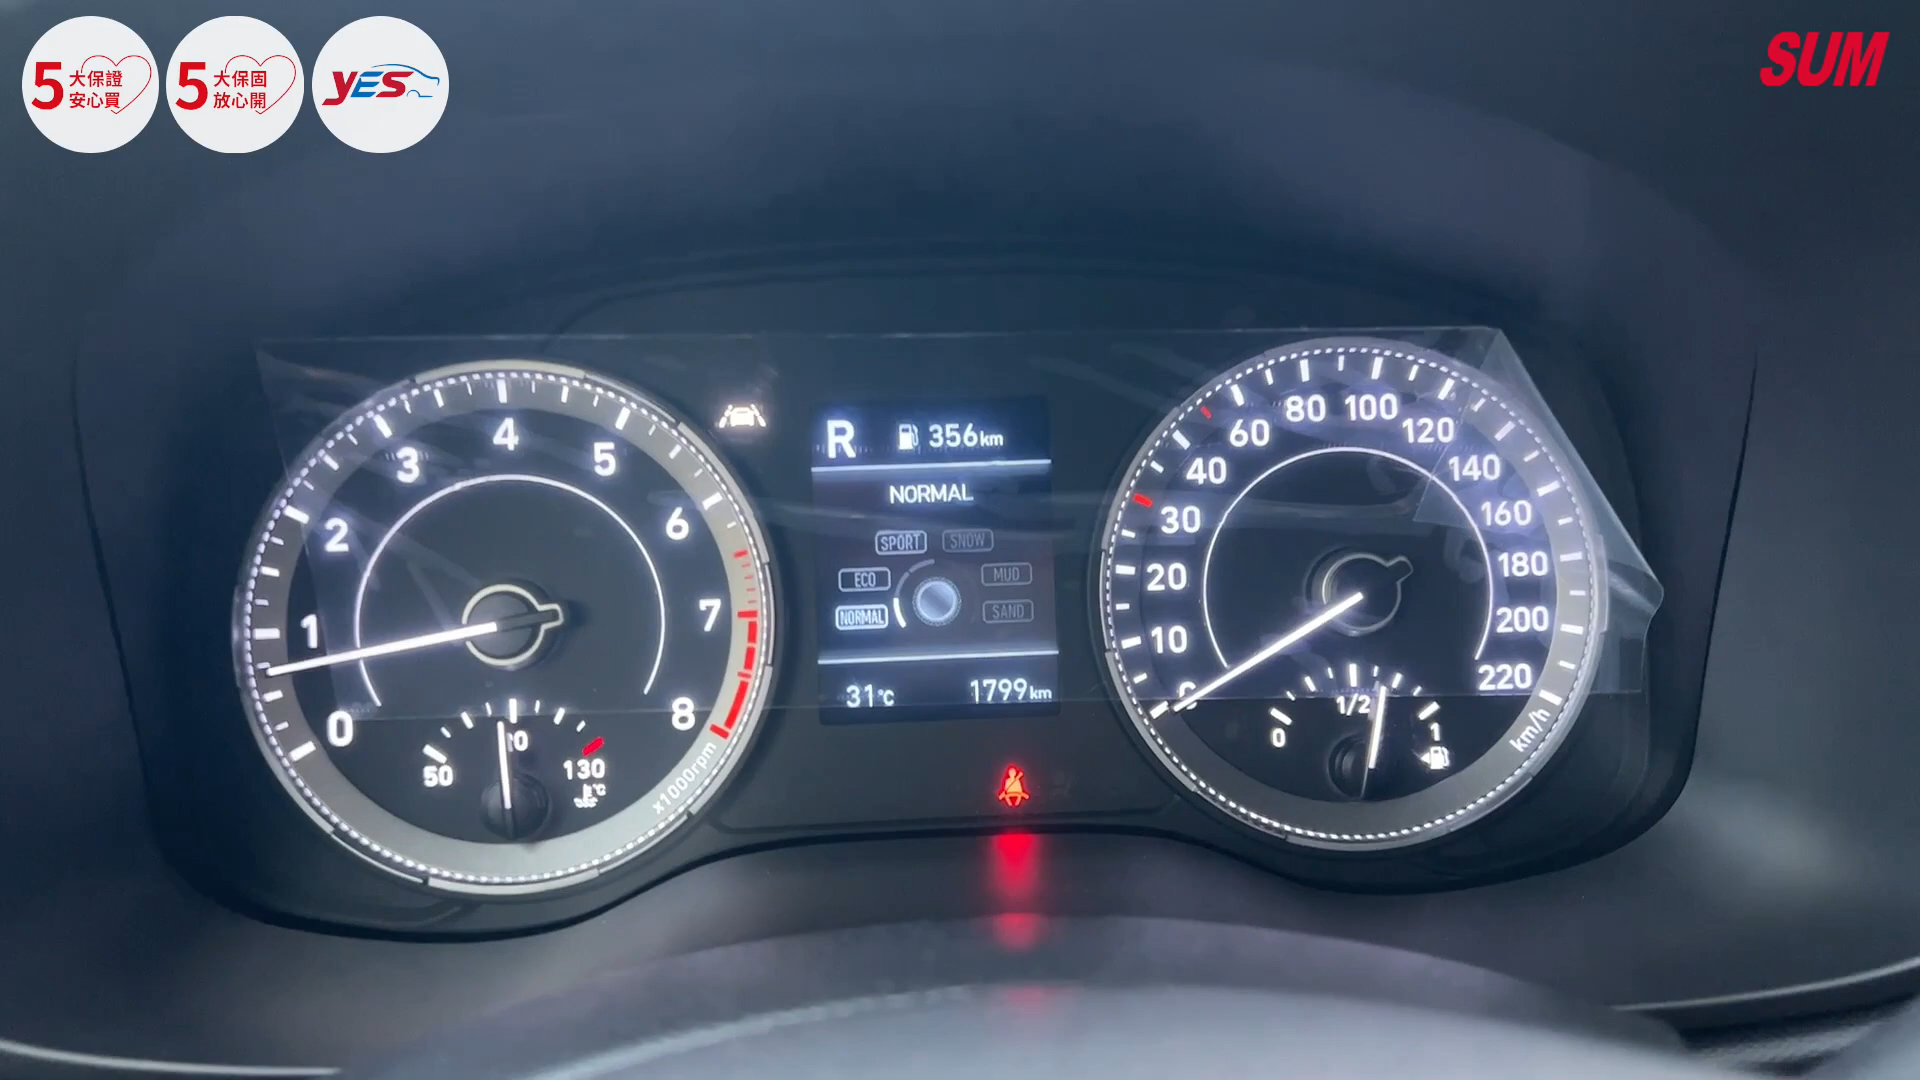 5大保證
安心買
5大保固
放心開
YES
SUM
0
1
2
3
4
5
6
7
8
x1000rpm
50
130
°C
R
356km
NORMAL
SPORT
SNOW
ECO
MUD
NORMAL
SAND
31°C
1799km
0
10
20
30
40
60
80
100
120
140
160
180
200
220
km/h
0
1/2
1